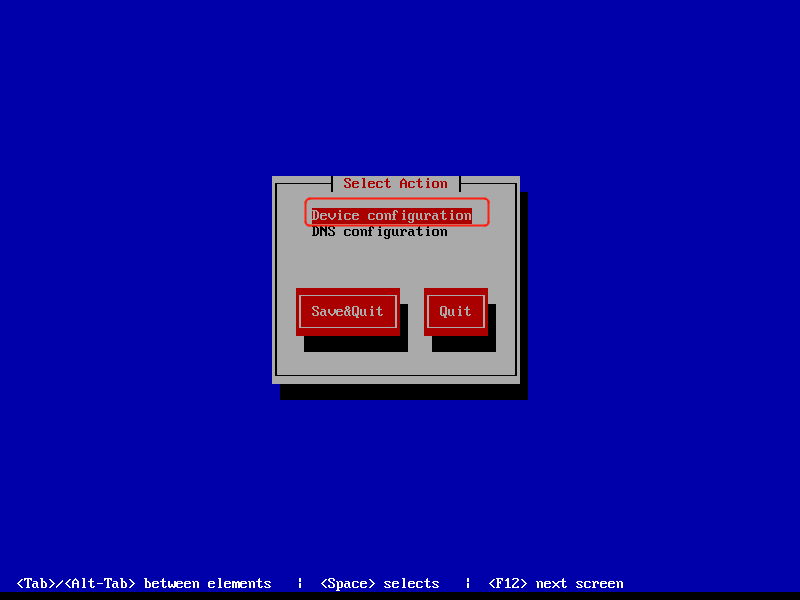 Select Action
Device configuration
DNS configuration
Save&Quit Quit
<Tab>/<Alt-Tab> between elements | <Space> selects | <F12> next screen